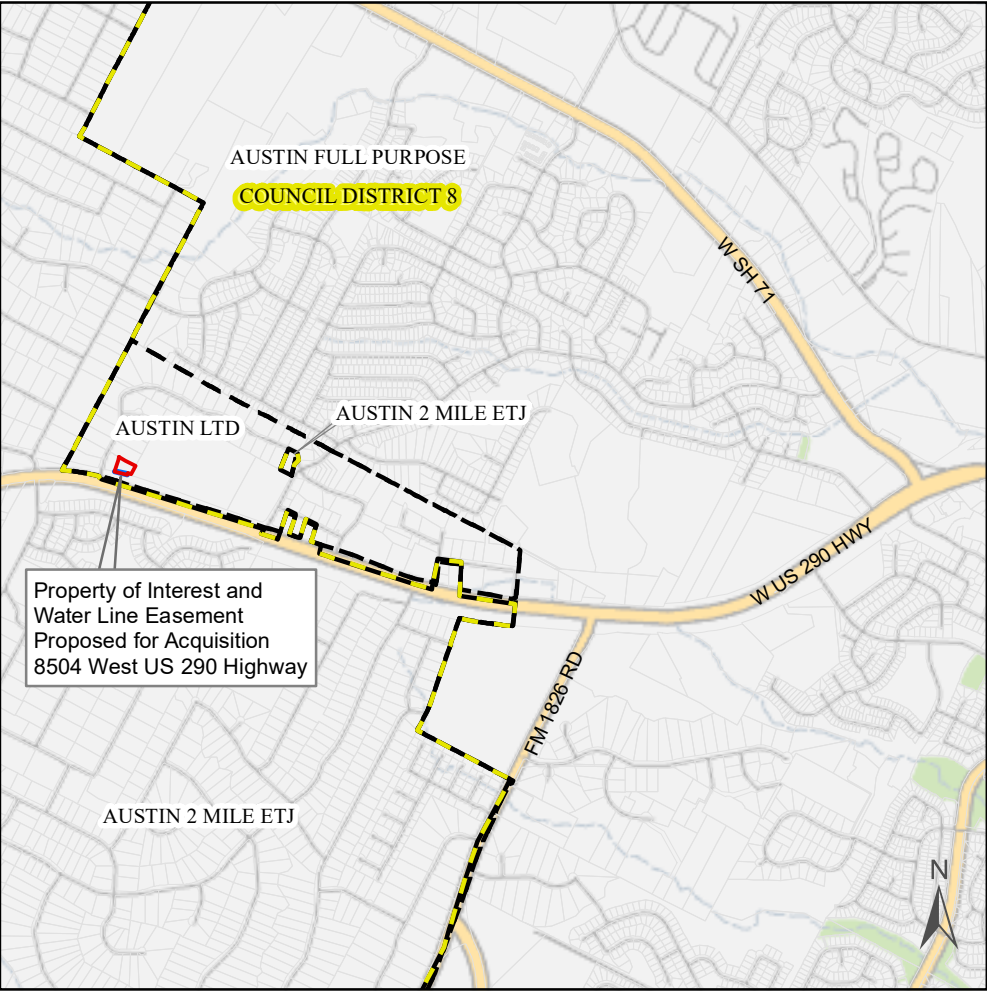 AUSTIN FULL PURPOSE
COUNCIL DISTRICT 8
W SH 71
AUSTIN 2 MILE ETJ
AUSTIN LTD
W US 290 HWY
Property of Interest and
Water Line Easement
Proposed for Acquisition
8504 West US 290 Highway
FM 1826 RD
AUSTIN 2 MILE ETJ
N